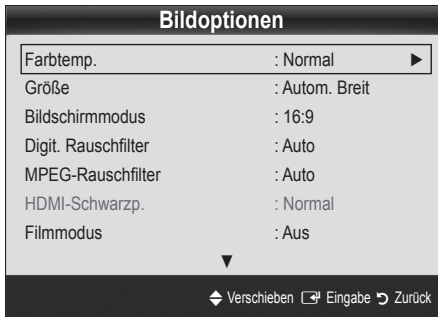 Bildoptionen
Farbtemp. : Normal ►
Größe : Autom. Breit
Bildschirmmodus : 16:9
Digit. Rauschfilter : Auto
MPEG-Rauschfilter : Auto
HDMI-Schwarzp. : Normal
Filmmodus : Aus
▼
Verschieben Eingabe Zurück